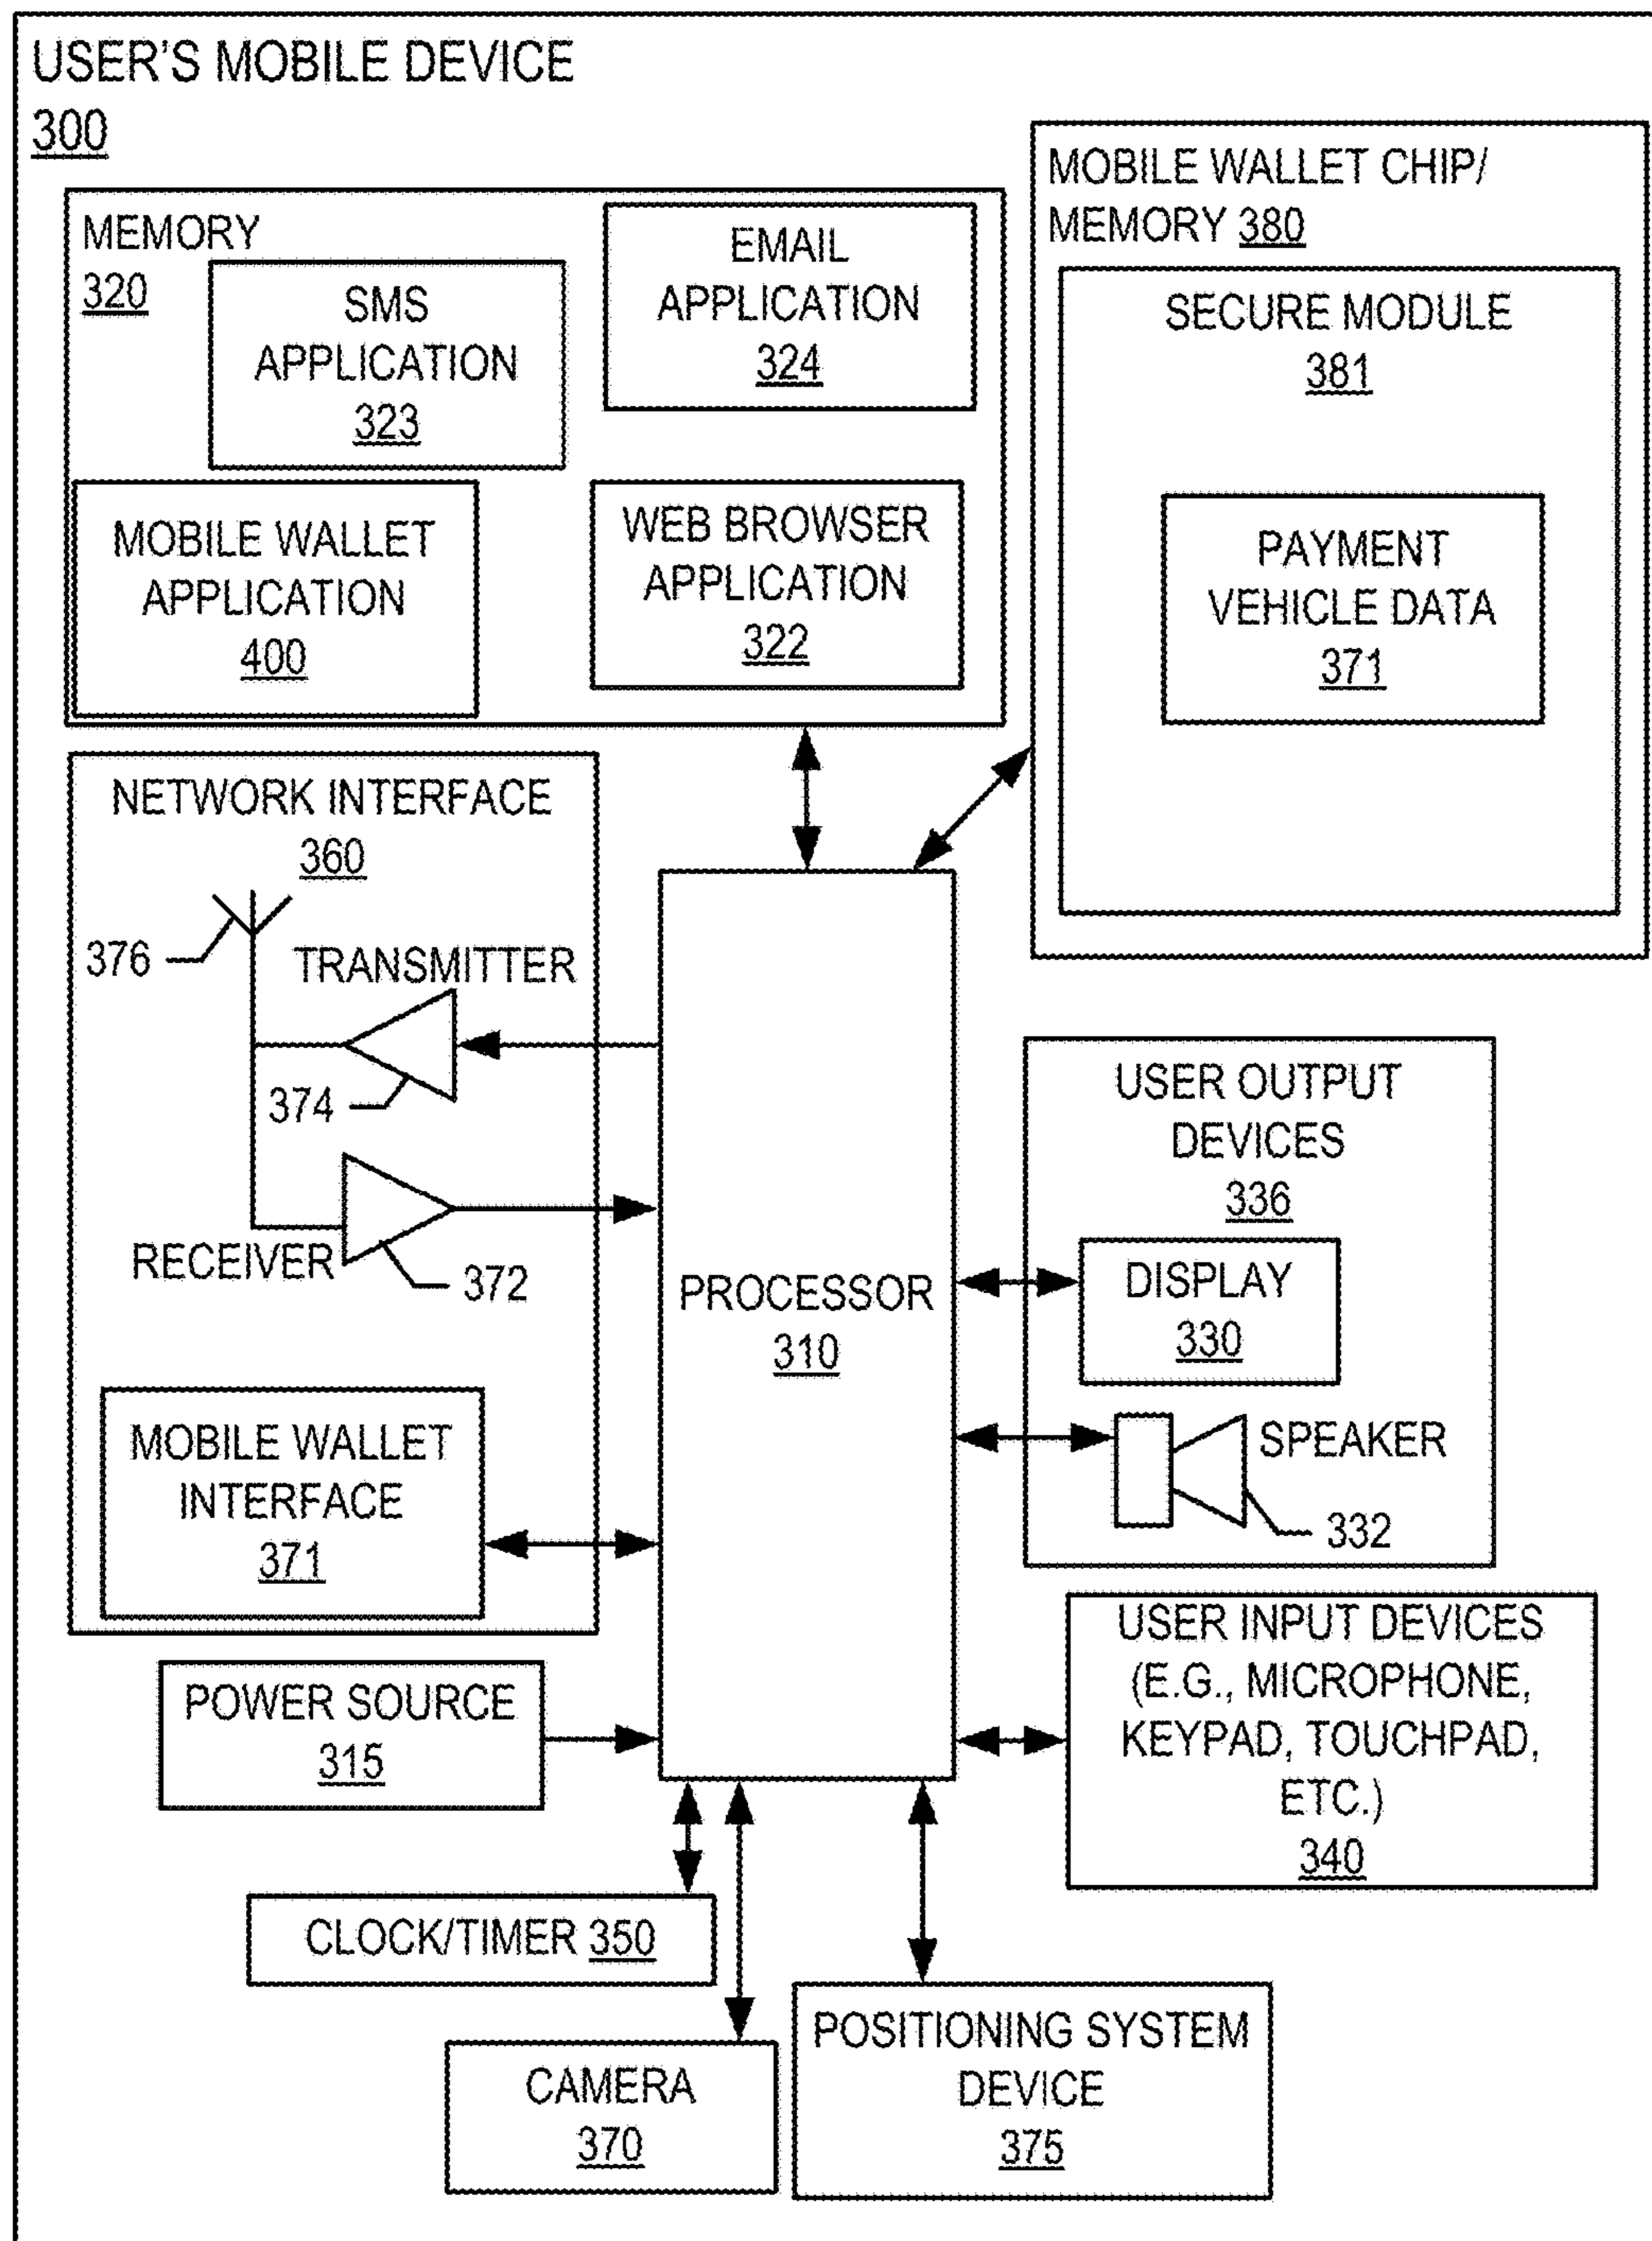 USER'S MOBILE DEVICE
300
MEMORY
320
SMS
APPLICATION
323
EMAIL
APPLICATION
324
MOBILE WALLET
APPLICATION
400
WEB BROWSER
APPLICATION
322
MOBILE WALLET CHIP/
MEMORY 380
SECURE MODULE
381
PAYMENT
VEHICLE DATA
371
NETWORK INTERFACE
360
376
TRANSMITTER
374
RECEIVER
372
MOBILE WALLET
INTERFACE
371
PROCESSOR
310
USER OUTPUT
DEVICES
336
DISPLAY
330
SPEAKER
332
POWER SOURCE
315
USER INPUT DEVICES
(E.G., MICROPHONE,
KEYPAD, TOUCHPAD,
ETC.)
340
CLOCK/TIMER 350
CAMERA
370
POSITIONING SYSTEM
DEVICE
375